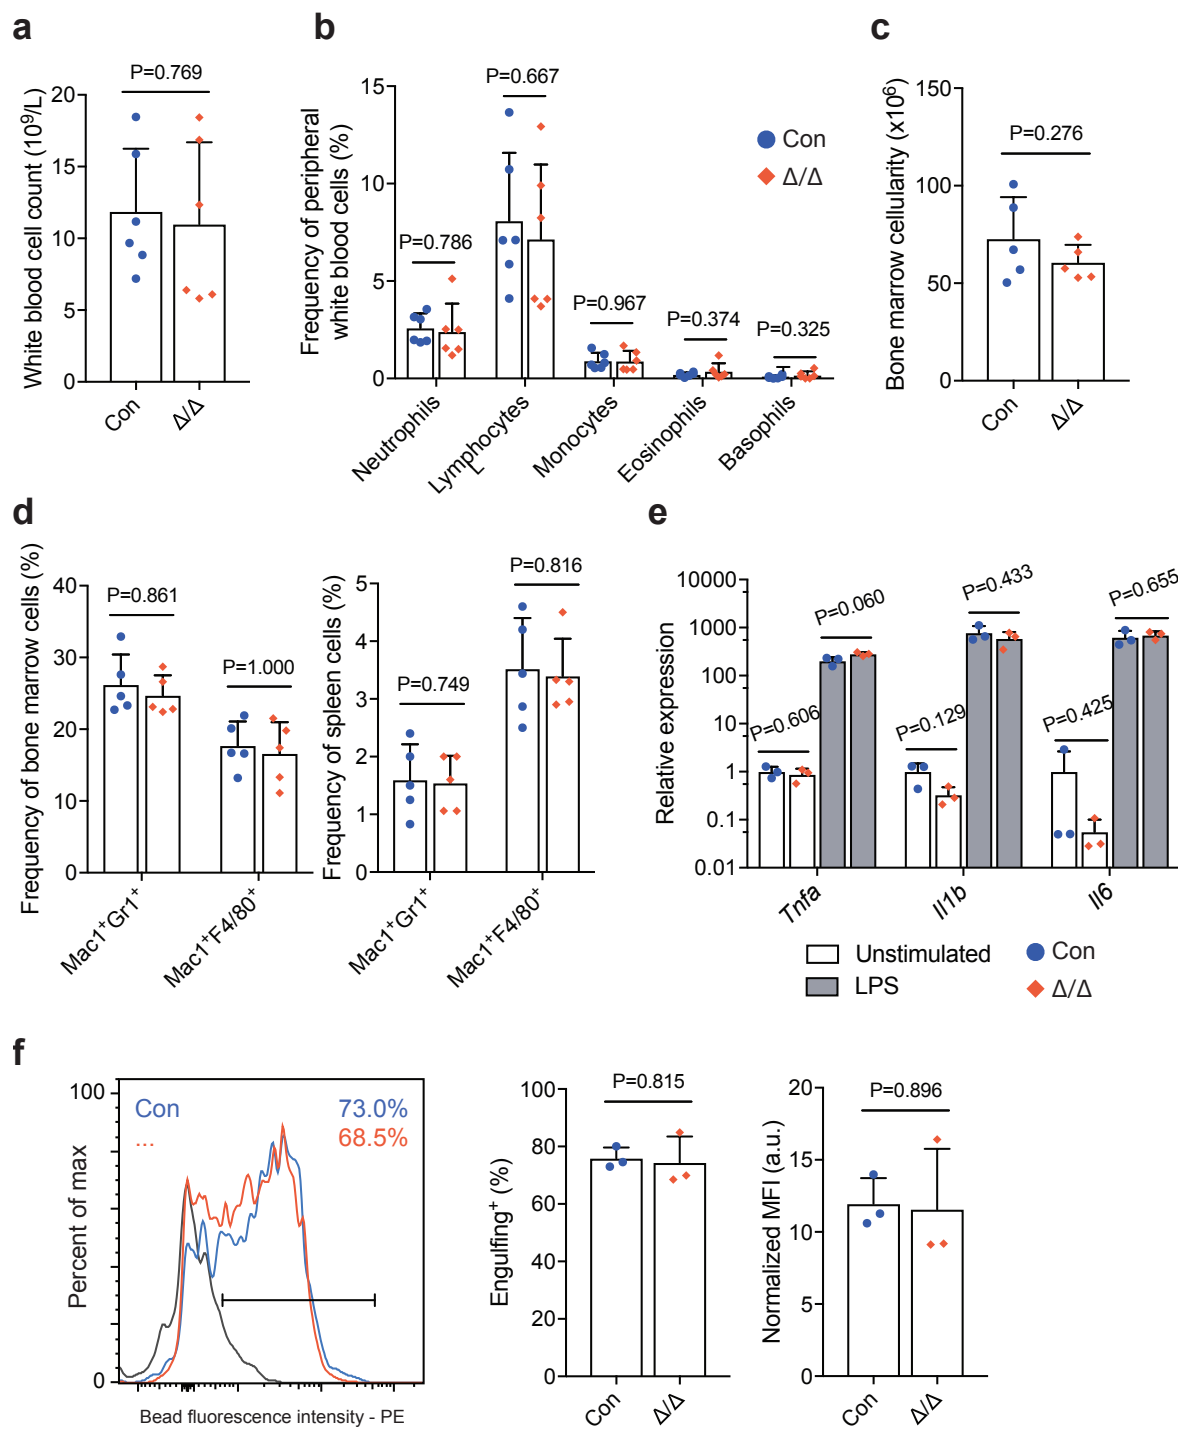 a
b
c
P=0.769
White blood cell count (10⁹/L)
20
15
10
5
0
Con
Δ/Δ
Frequency of peripheral
white blood cells (%)
15
10
5
0
P=0.786
P=0.667
P=0.967
P=0.374
P=0.325
Con
Δ/Δ
Neutrophils
Lymphocytes
L
Monocytes
Eosinophils
Basophils
Bone marrow cellularity (x10⁶)
150
100
50
0
P=0.276
Con
Δ/Δ
d
e
Frequency of bone marrow cells (%)
40
30
20
10
0
P=0.861
P=1.000
Mac1⁺Gr1⁺
Mac1⁺F4/80⁺
Frequency of spleen cells (%)
5
4
3
2
1
0
P=0.749
P=0.816
Mac1⁺Gr1⁺
Mac1⁺F4/80⁺
Relative expression
10000
1000
100
10
1
0.1
0.01
P=0.606
P=0.060
P=0.129
P=0.433
P=0.425
P=0.655
Tnfa
Il1b
Il6
Unstimulated
LPS
Con
Δ/Δ
f
Percent of max
100
0
Con 73.0%
... 68.5%
Bead fluorescence intensity - PE
Engulfing⁺ (%)
100
80
60
40
20
0
P=0.815
Con
Δ/Δ
Normalized MFI (a.u.)
20
15
10
5
0
P=0.896
Con
Δ/Δ